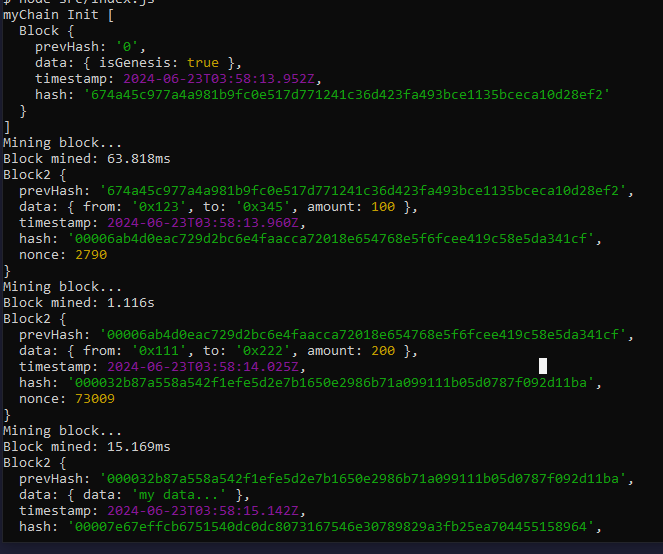 $ node src/index.js
myChain Init [
  Block {
    prevHash: '0',
    data: { isGenesis: true },
    timestamp: 2024-06-23T03:58:13.952Z,
    hash: '674a45c977a4a981b9fc0e517d771241c36d423fa493bce1135bceca10d28ef2'
  }
]
Mining block...
Block mined: 63.818ms
Block2 {
  prevHash: '674a45c977a4a981b9fc0e517d771241c36d423fa493bce1135bceca10d28ef2',
  data: { from: '0x123', to: '0x345', amount: 100 },
  timestamp: 2024-06-23T03:58:13.960Z,
  hash: '00006ab4d0eac729d2bc6e4faacca72018e654768e5f6fcee419c58e5da341cf',
  nonce: 2790
}
Mining block...
Block mined: 1.116s
Block2 {
  prevHash: '00006ab4d0eac729d2bc6e4faacca72018e654768e5f6fcee419c58e5da341cf',
  data: { from: '0x111', to: '0x222', amount: 200 },
  timestamp: 2024-06-23T03:58:14.025Z,
  hash: '000032b87a558a542f1efe5d2e7b1650e2986b71a099111b05d0787f092d11ba',
  nonce: 73009
}
Mining block...
Block mined: 15.169ms
Block2 {
  prevHash: '000032b87a558a542f1efe5d2e7b1650e2986b71a099111b05d0787f092d11ba',
  data: { data: 'my data...' },
  timestamp: 2024-06-23T03:58:15.142Z,
  hash: '00007e67effcb6751540dc0dc8073167546e30789829a3fb25ea704455158964',